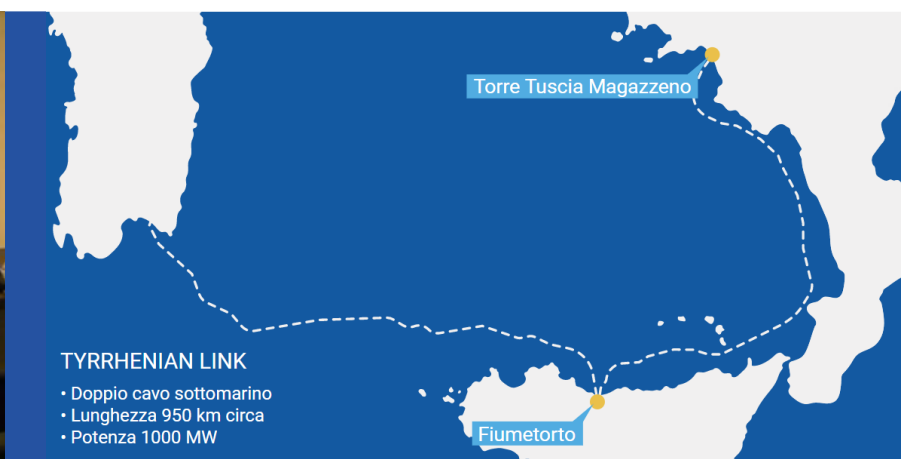 Torre Tuscia Magazzeno
TYRRHENIAN LINK
• Doppio cavo sottomarino
• Lunghezza 950 km circa
• Potenza 1000 MW
Fiumetorto